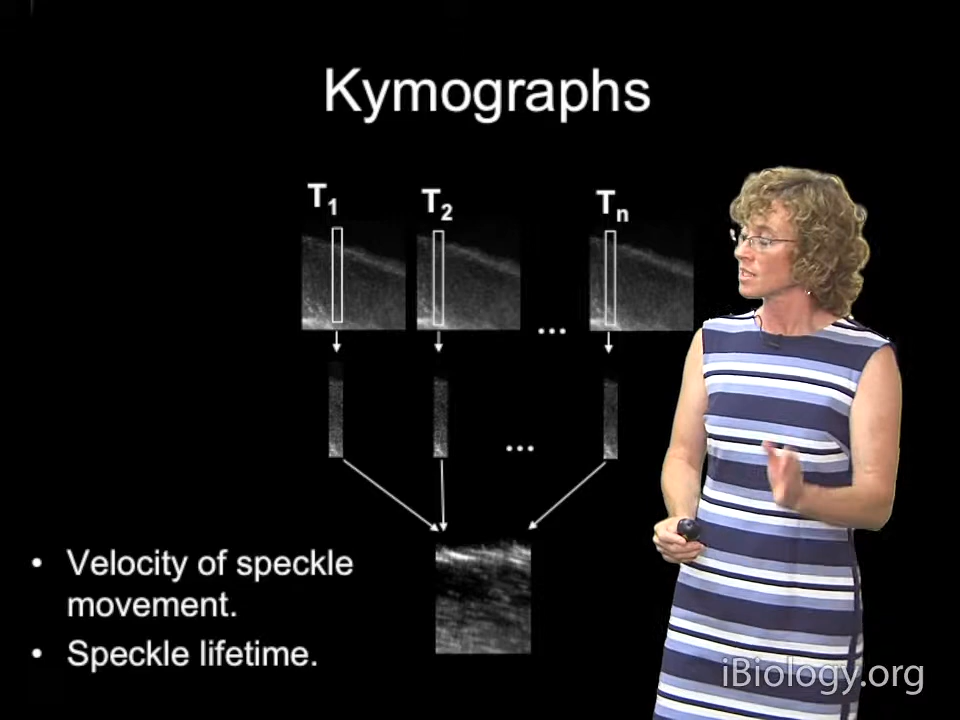 Kymographs
T1
T2
Tn
...
...
• Velocity of speckle
movement.
• Speckle lifetime.
iBiology.org